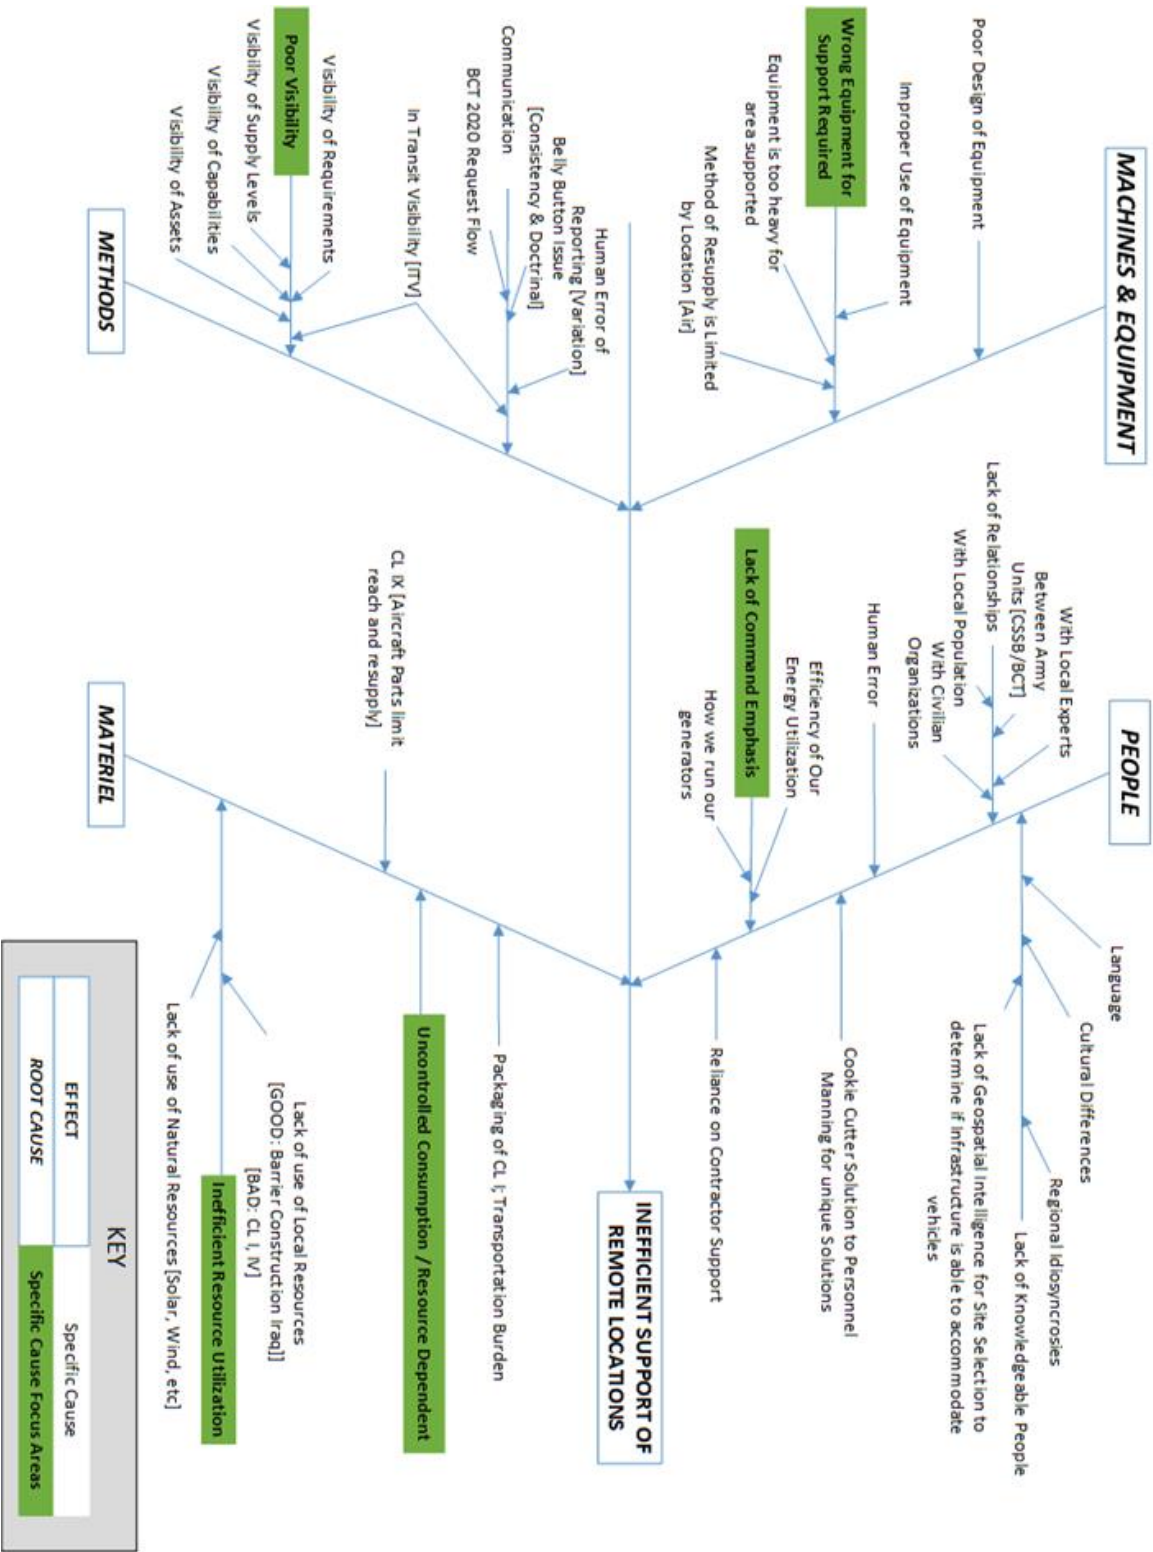 MACHINES & EQUIPMENT
Poor Design of Equipment
Improper Use of Equipment
Wrong Equipment for
Support Required
Equipment is too heavy for
area supported
Method of Resupply is Limited
by Location [Air]
PEOPLE
With Local Experts
Between Army
Units [CSSB/BCT]
Lack of Relationships
With Local Population
With Civilian
Organizations
Human Error
Efficiency of Our
Energy Utilization
Lack of Command Emphasis
How we run our
generators
Language
Cultural Differences
Regional Idiosyncrosies
Lack of Knowledgeable People
Lack of Geospatial Intelligence for Site Selection to
determine if Infrastructure is able to accommodate
vehicles
Cookie Cutter Solution to Personnel
Manning for unique Solutions
Reliance on Contractor Support
INEFFICIENT SUPPORT OF
REMOTE LOCATIONS
Human Error of
Reporting [Variation]
Belly Button Issue
[Consistency & Doctrinal]
Communication
BCT 2020 Request Flow
In Transit Visibility [ITV]
Visibility of Requirements
Poor Visibility
Visibility of Supply Levels
Visibility of Capabilities
Visibility of Assets
METHODS
CL IX [Aircraft Parts limit
reach and resupply]
Packaging of CL I; Transportation Burden
Uncontrolled Consumption / Resource Dependent
Lack of use of Local Resources
[GOOD: Barrier Construction Iraq]]
[BAD: CL I, IV]
Inefficient Resource Utilization
Lack of use of Natural Resources [Solar, Wind, etc]
MATERIEL
KEY
EFFECT
Specific Cause
ROOT CAUSE
Specific Cause Focus Areas